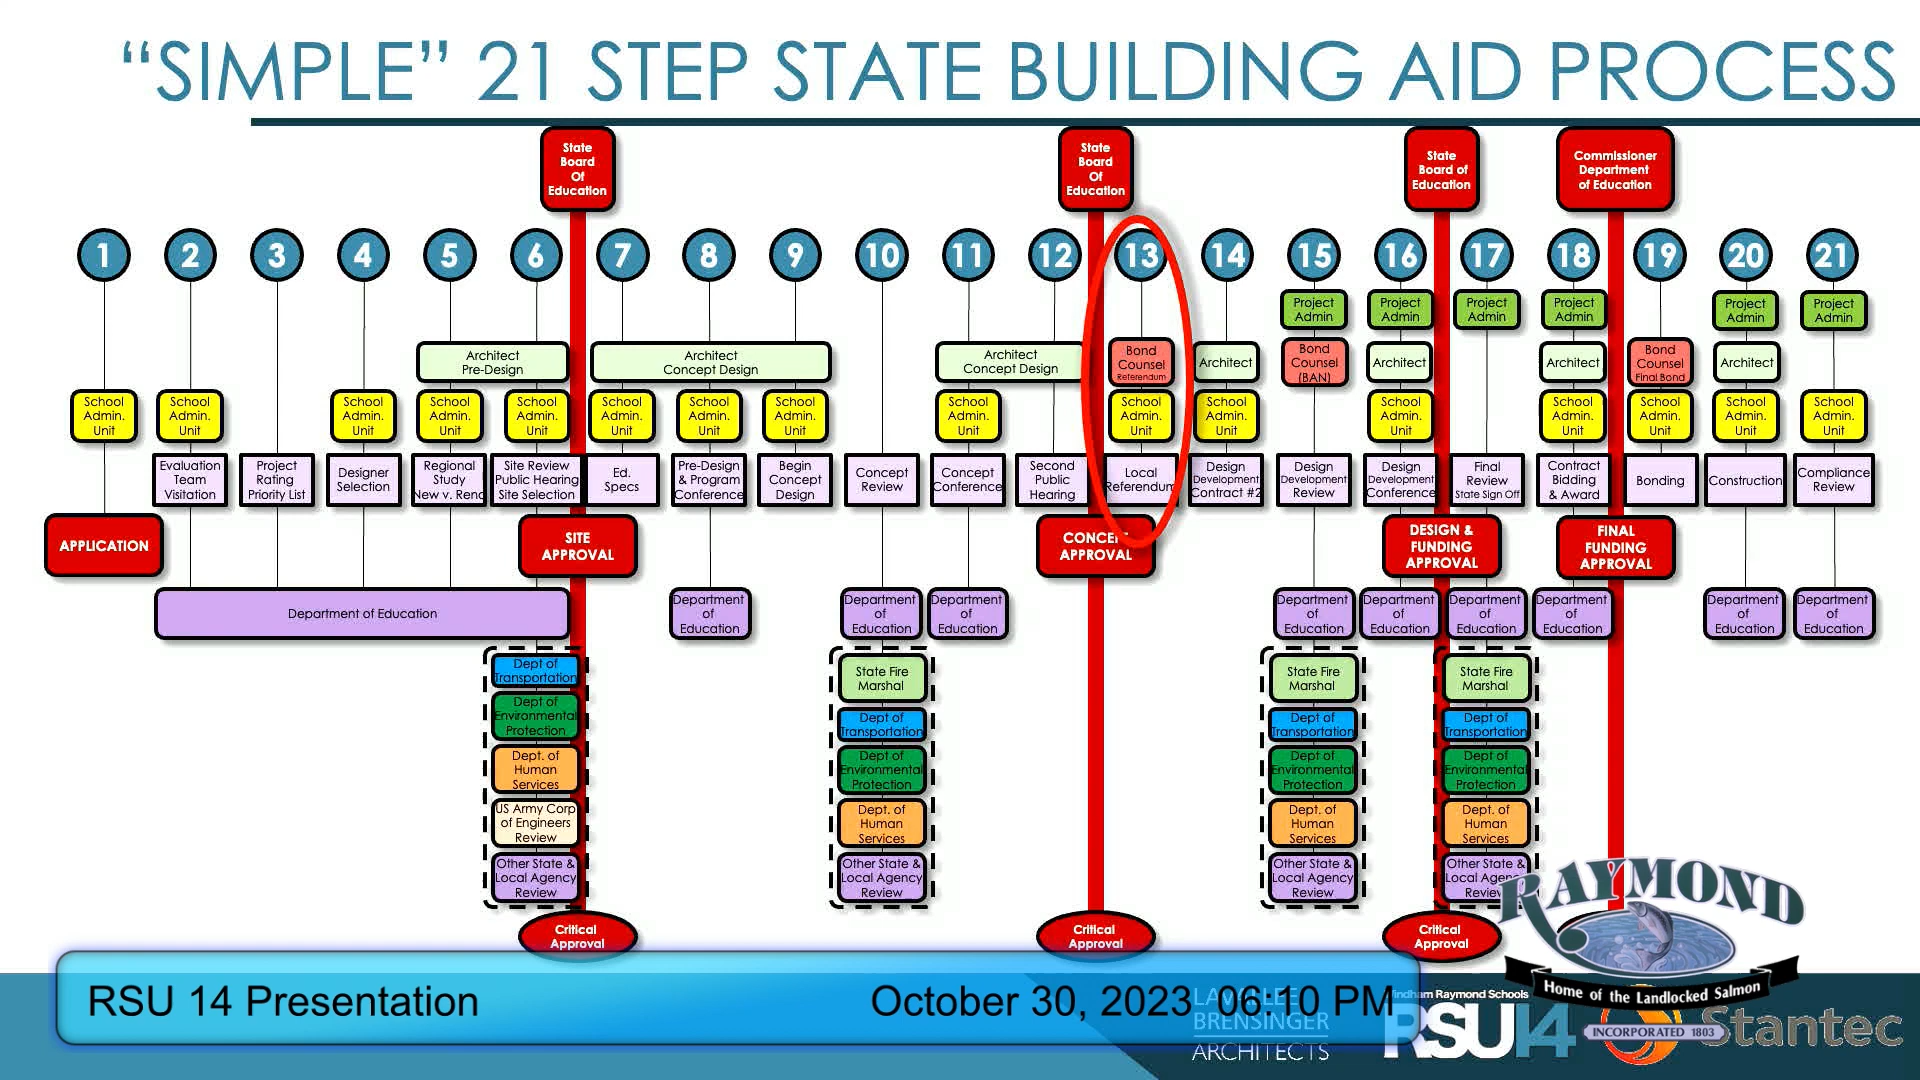 “SIMPLE” 21 STEP STATE BUILDING AID PROCESS
State
Board
Of
Education
State
Board
Of
Education
State
Board of
Education
Commissioner
Department
of Education
1
2
3
4
5
6
7
8
9
10
11
12
13
14
15
16
17
18
19
20
21
Project
Admin
Project
Admin
Project
Admin
Project
Admin
Project
Admin
Project
Admin
Architect
Pre-Design
Architect
Concept Design
Architect
Concept Design
Bond
Counsel
Referendum
Architect
Bond
Counsel
(BAN)
Architect
Architect
Bond
Counsel
Final Bond
Architect
School
Admin.
Unit
School
Admin.
Unit
School
Admin.
Unit
School
Admin.
Unit
School
Admin.
Unit
School
Admin.
Unit
School
Admin.
Unit
School
Admin.
Unit
School
Admin.
Unit
School
Admin.
Unit
School
Admin.
Unit
School
Admin.
Unit
School
Admin.
Unit
School
Admin.
Unit
School
Admin.
Unit
School
Admin.
Unit
Evaluation
Team
Visitation
Project
Rating
Priority List
Designer
Selection
Regional
Study
New v. Reno
Site Review
Public Hearing
Site Selection
Ed.
Specs
Pre-Design
& Program
Conference
Begin
Concept
Design
Concept
Review
Concept
Conference
Second
Public
Hearing
Local
Referendum
Design
Development
Contract #2
Design
Development
Review
Design
Development
Conference
Final
Review
State Sign Off
Contract
Bidding
& Award
Bonding
Construction
Compliance
Review
APPLICATION
SITE
APPROVAL
CONCEPT
APPROVAL
DESIGN &
FUNDING
APPROVAL
FINAL
FUNDING
APPROVAL
Department of Education
Department
of
Education
Department
of
Education
Department
of
Education
Department
of
Education
Department
of
Education
Department
of
Education
Department
of
Education
Department
of
Education
Department
of
Education
Dept of
Transportation
Dept of
Environmental
Protection
Dept. of
Human
Services
US Army Corp
of Engineers
Review
Other State &
Local Agency
Review
State Fire
Marshal
Dept of
Transportation
Dept of
Environmental
Protection
Dept. of
Human
Services
Other State &
Local Agency
Review
State Fire
Marshal
Dept of
Transportation
Dept of
Environmental
Protection
Dept. of
Human
Services
Other State &
Local Agency
Review
State Fire
Marshal
Dept of
Transportation
Dept of
Environmental
Protection
Dept. of
Human
Services
Other State &
Local Agency
Review
Critical
Approval
Critical
Approval
Critical
Approval
RAYMOND
Home of the Landlocked Salmon
INCORPORATED 1803
RSU 14 Presentation
October 30, 2023 06:10 PM
LAVALLEE
BRENSINGER
ARCHITECTS
Windham Raymond Schools
RSU14
Stantec